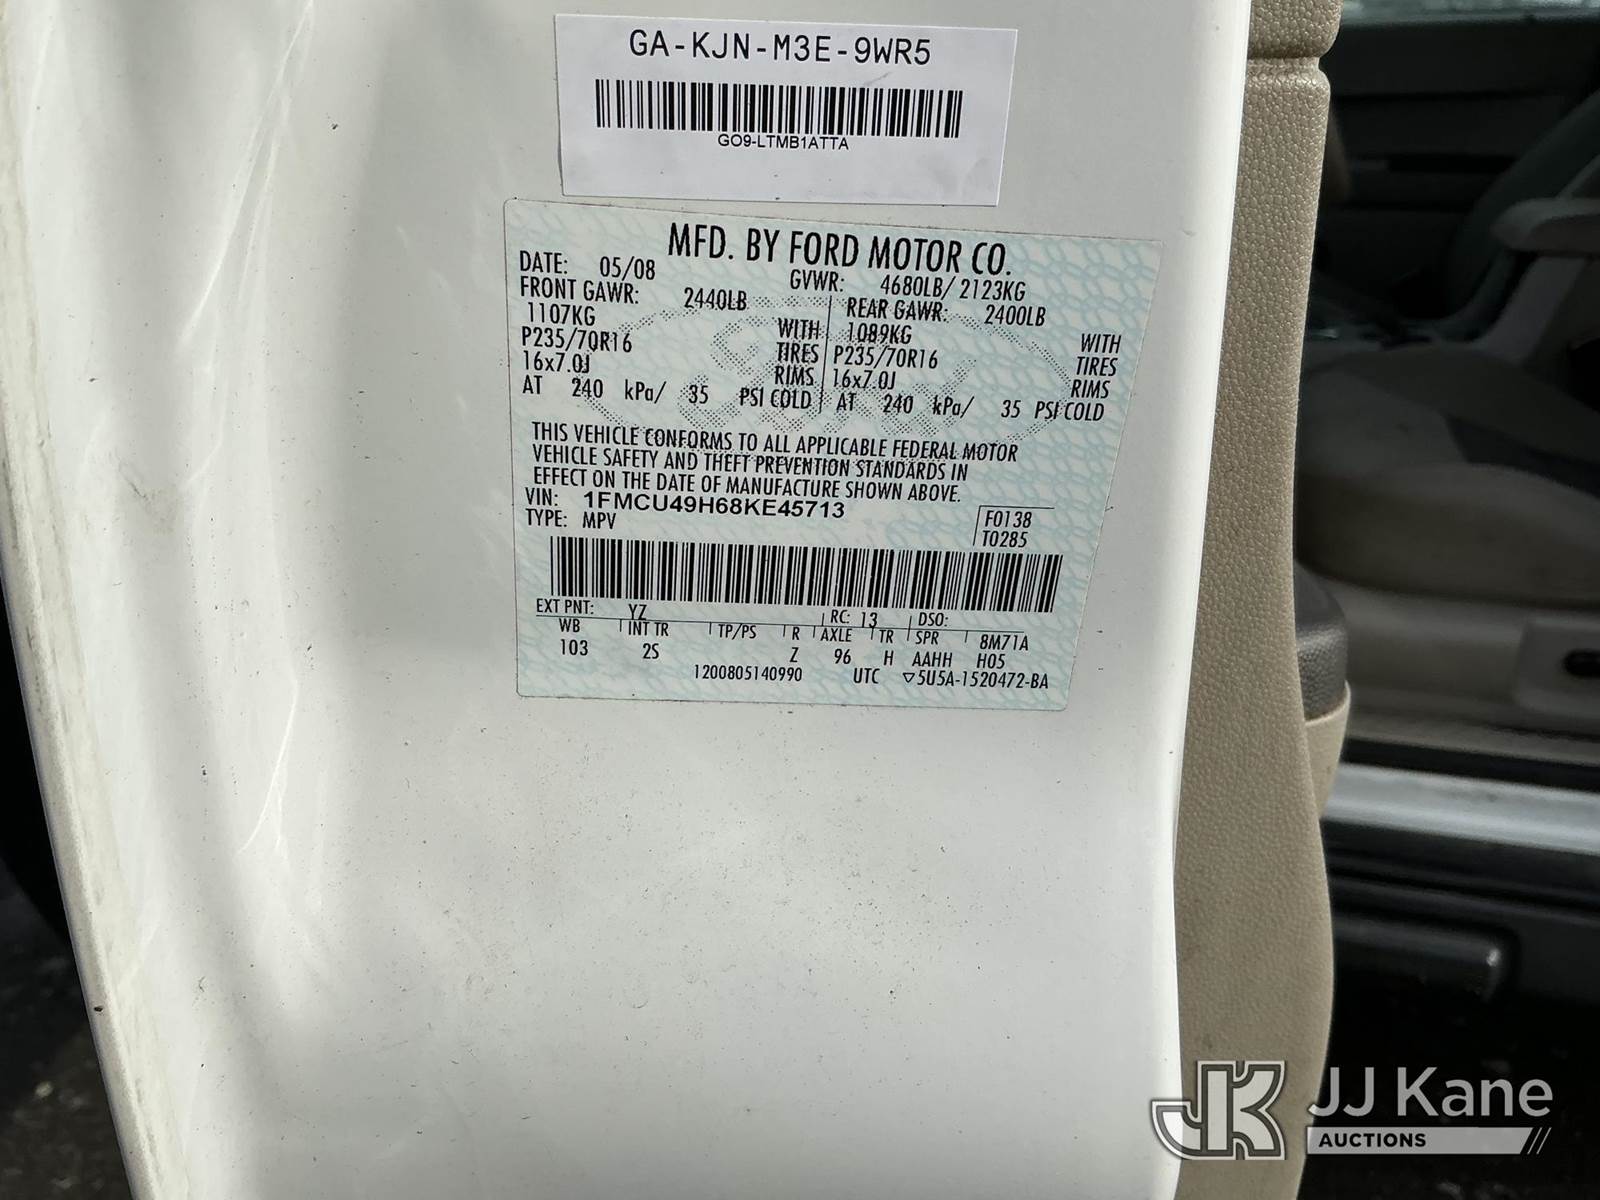 GA-KJN-M3E-9WR5
GO9-LTMB1ATTA
MFD. BY FORD MOTOR CO.
DATE: 05/08 GVWR: 4680LB/ 2123KG
FRONT GAWR: 2440LB REAR GAWR: 2400LB
1107KG WITH 1089KG WITH
P235/70R16 TIRES P235/70R16 TIRES
16x7.0J RIMS 16x7.0J RIMS
AT 240 kPa/ 35 PSI COLD AT 240 kPa/ 35 PSI COLD
THIS VEHICLE CONFORMS TO ALL APPLICABLE FEDERAL MOTOR
VEHICLE SAFETY AND THEFT PREVENTION STANDARDS IN
EFFECT ON THE DATE OF MANUFACTURE SHOWN ABOVE.
VIN: 1FMCU49H68KE45713
TYPE: MPV
F0138
T0285
EXT PNT: YZ RC: 13 DSO:
WB INT TR TP/PS R AXLE TR SPR 8M71A
103 2S Z 96 H AAHH H05
1200805140990 UTC ▽5U5A-1520472-BA
JK JJ Kane
AUCTIONS